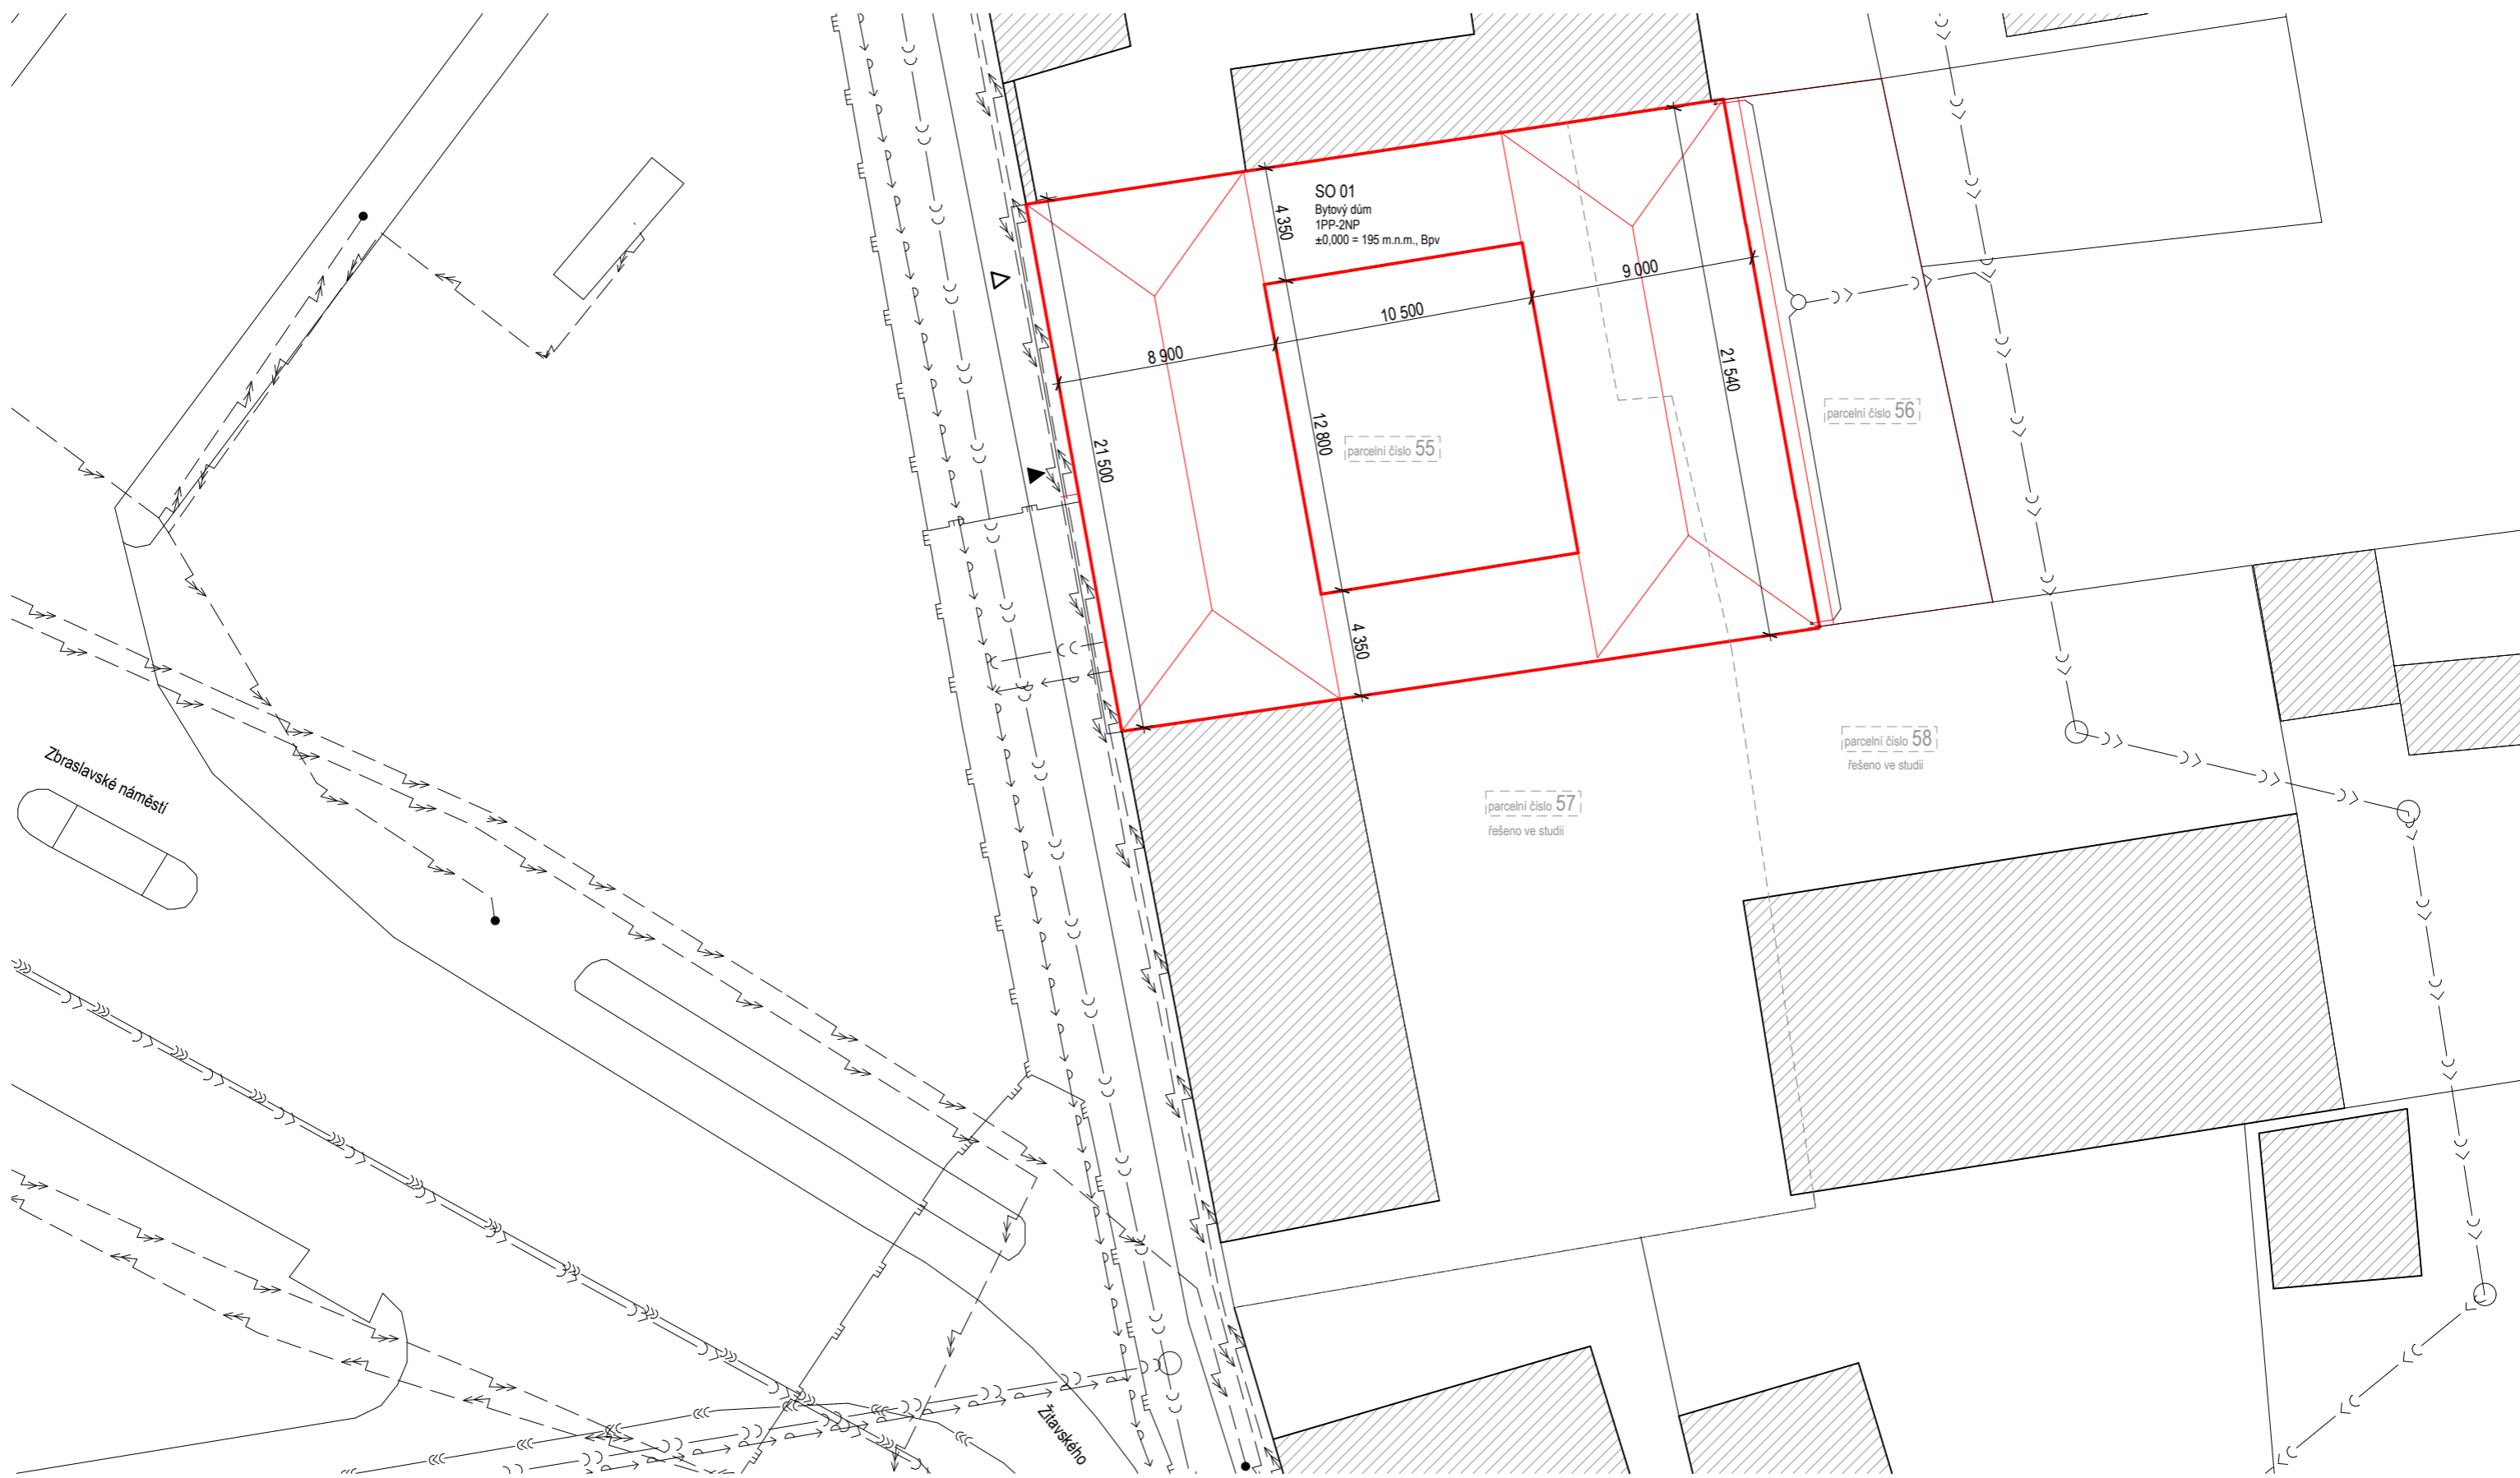 SO 01
Bytový dům
1PP-2NP
±0,000 = 195 m.n.m., Bpv
4 350
9 000
10 500
8 900
21 540
12 800
21 500
4 350
parcelní číslo 56
parcelní číslo 55
parcelní číslo 58
řešeno ve studii
parcelní číslo 57
řešeno ve studii
Zbraslavské náměstí
Žitavského